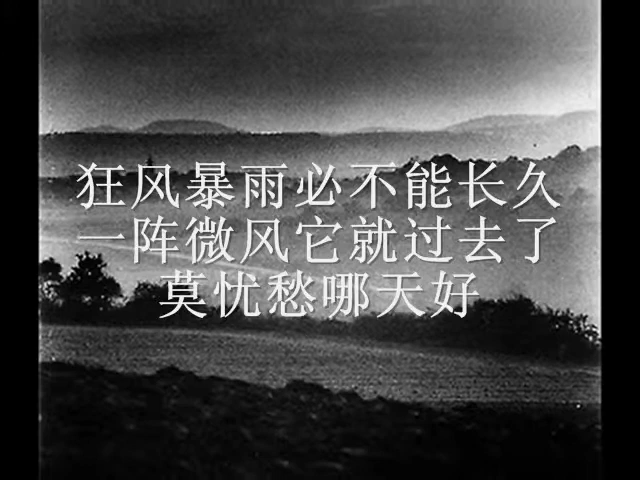 狂风暴雨必不能长久
一阵微风它就过去了
莫忧愁哪天好